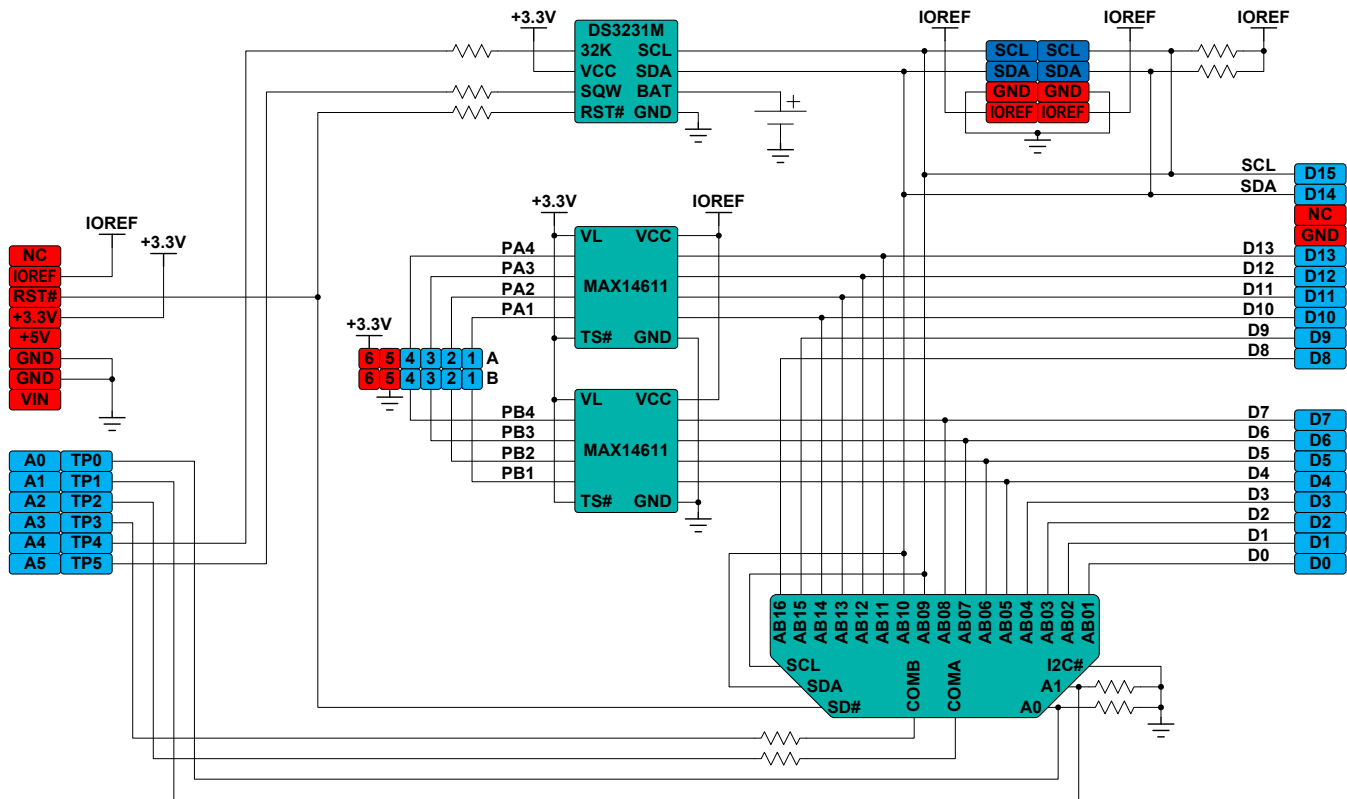 +3.3V IOREF IOREF IOREF
DS3231M
32K SCL
VCC SDA
SQW BAT
RST# GND
+
SCL SCL
SDA SDA
GND GND
IOREF IOREF
SCL D15
SDA D14
NC
GND
D13 D13
D12 D12
D11 D11
D10 D10
D9 D9
D8 D8
+3.3V IOREF
VL VCC
MAX14611
TS# GND
PA4
PA3
PA2
PA1
IOREF
+3.3V
NC
IOREF
RST#
+3.3V
+5V
GND
GND
VIN
+3.3V
6 5 4 3 2 1 A
6 5 4 3 2 1 B
VL VCC
MAX14611
TS# GND
PB4
PB3
PB2
PB1
D7 D7
D6 D6
D5 D5
D4 D4
D3 D3
D2 D2
D1 D1
D0 D0
A0 TP0
A1 TP1
A2 TP2
A3 TP3
A4 TP4
A5 TP5
AB16 AB15 AB14 AB13 AB12 AB11 AB10 AB09 AB08 AB07 AB06 AB05 AB04 AB03 AB02 AB01
SCL I2C#
SDA COMB COMA A1
SD# A0